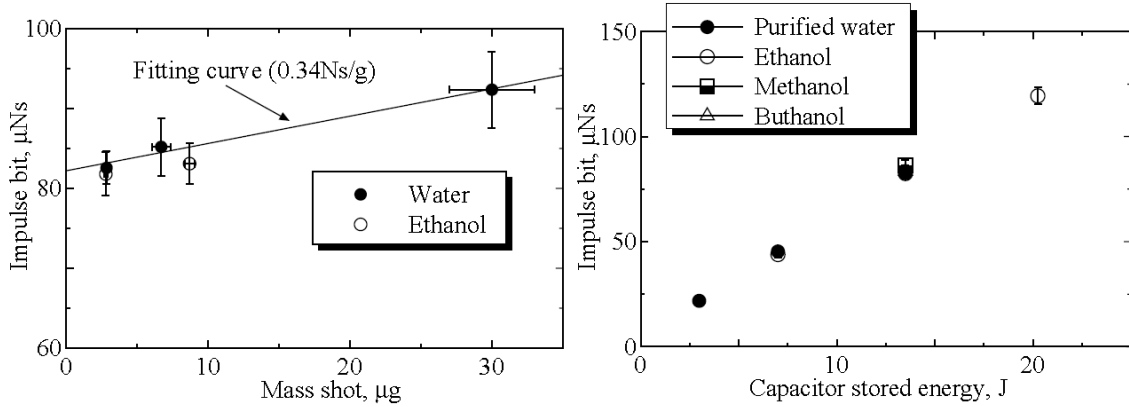 100
80
60
Impulse bit, μNs
Fitting curve (0.34Ns/g)
Water
Ethanol
0
10
20
30
Mass shot, μg
Purified water
Ethanol
Methanol
Buthanol
150
100
50
0
Impulse bit, μNs
0
10
20
Capacitor stored energy, J